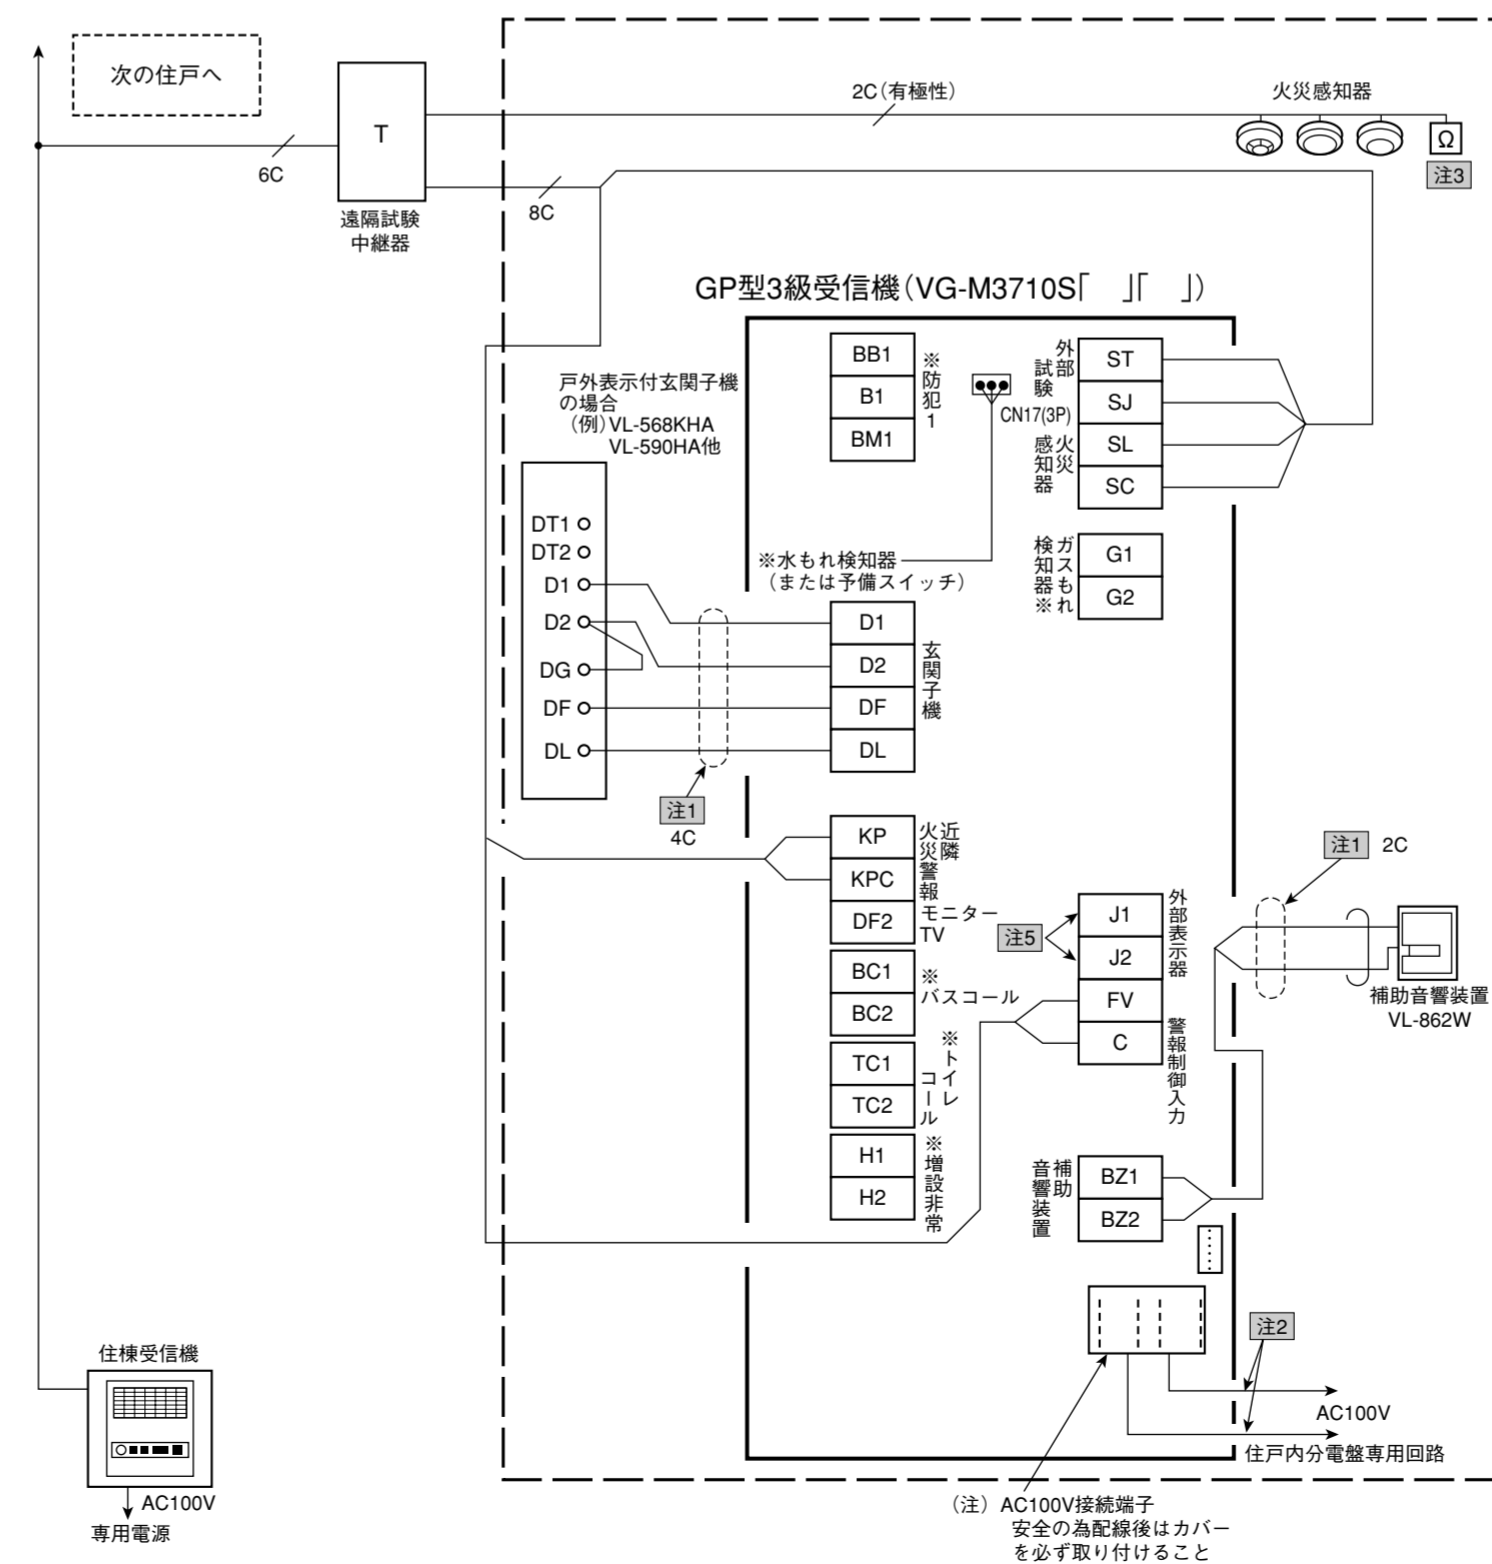 次の住戸へ
T
遠隔試験
中継器
6C
8C
2C(有極性)
火災感知器
Ω
注3
GP型3級受信機(VG-M3710S「　」「　」)
戸外表示付玄関子機
の場合
(例)VL-568KHA
VL-590HA他
DT1
DT2
D1
D2
DG
DF
DL
注1
4C
BB1
B1
BM1
※防犯1
CN17(3P)
※水もれ検知器
(または予備スイッチ)
外部試験
火災感知器
ST
SJ
SL
SC
ガスもれ検知器※
G1
G2
D1
D2
DF
DL
玄関子機
KP
KPC
近隣火災警報
DF2
モニター
TV
BC1
BC2
※
バスコール
TC1
TC2
※トイレコール
H1
H2
※増設非常
注5
J1
J2
外部表示器
FV
C
警報制御入力
補助音響装置
BZ1
BZ2
注1 2C
補助音響装置
VL-862W
注2
AC100V
住戸内分電盤専用回路
(注)AC100V接続端子
安全の為配線後はカバー
を必ず取り付けること
住棟受信機
AC100V
専用電源